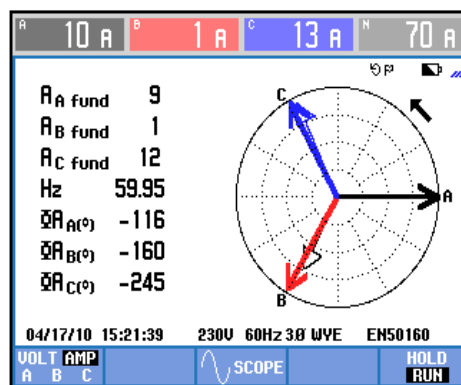 A 10 A B 1 A C 13 A N 70 A
A A fund 9
A B fund 1
A C fund 12
Hz 59.95
ΦA A(°) -116
ΦA B(°) -160
ΦA C(°) -245
C
A
B
04/17/10 15:21:39 230V 60Hz 3Ø WYE EN50160
VOLT AMP
A B C
SCOPE
HOLD
RUN